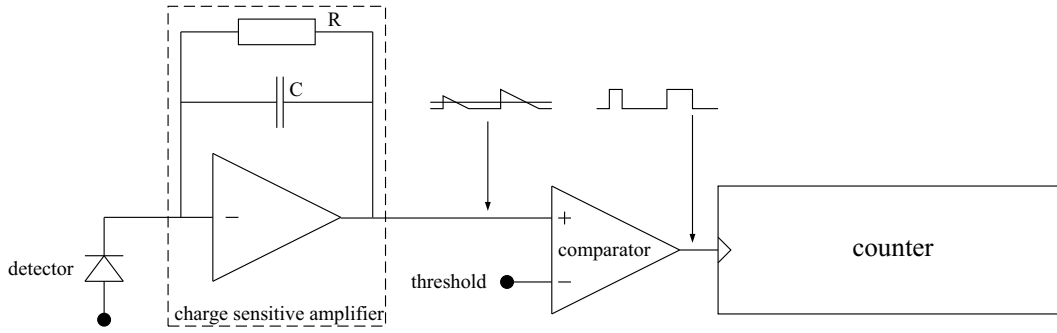 R
C
−
+
comparator
counter
detector
threshold
−
charge sensitive amplifier